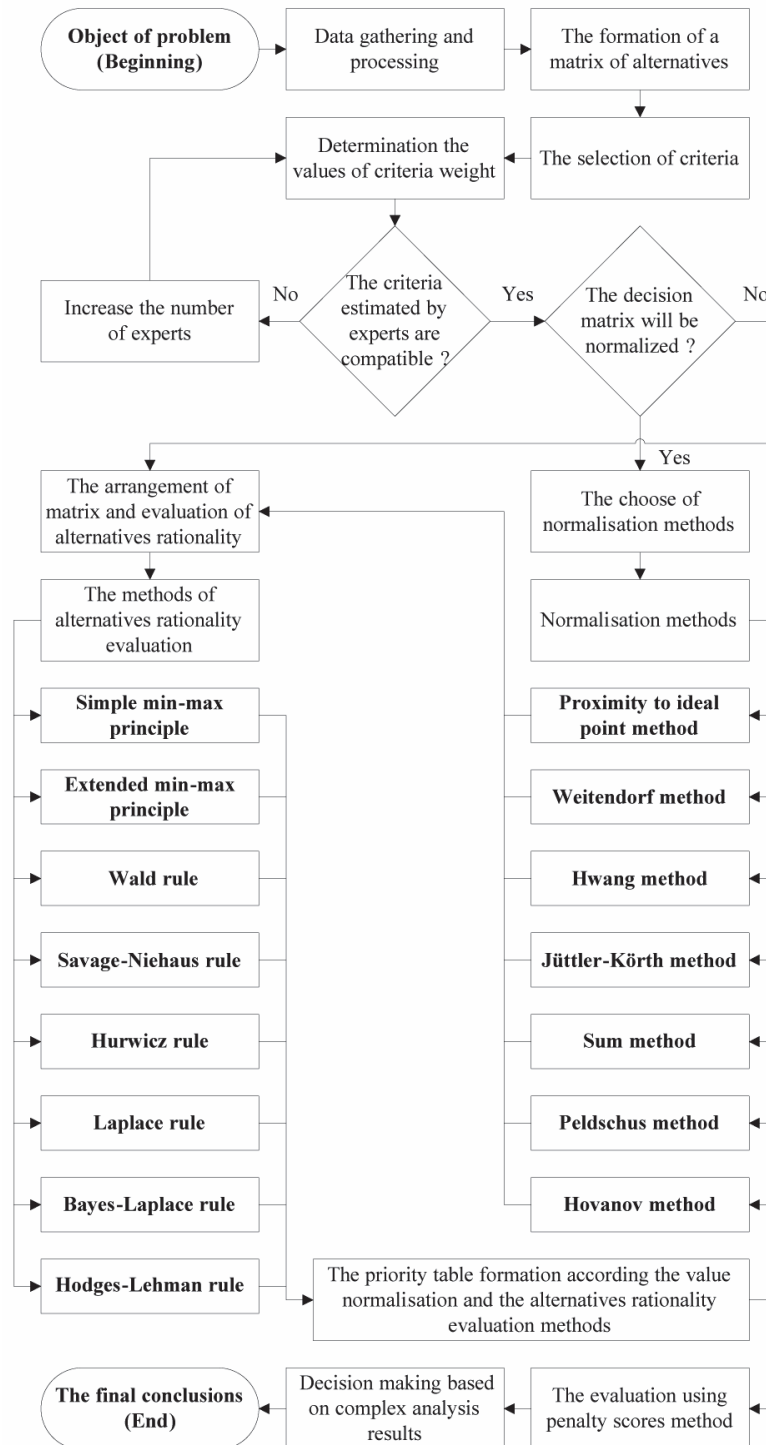 Object of problem
(Beginning)
Data gathering and
processing
The formation of a
matrix of alternatives
Determination the
values of criteria weight
The selection of criteria
Increase the number
of experts
No
The criteria
estimated by
experts are
compatible ?
Yes
The decision
matrix will be
normalized ?
No
Yes
The arrangement of
matrix and evaluation of
alternatives rationality
The choose of
normalisation methods
The methods of
alternatives rationality
evaluation
Normalisation methods
Simple min-max
principle
Proximity to ideal
point method
Extended min-max
principle
Weitendorf method
Wald rule
Hwang method
Savage-Niehaus rule
Jüttler-Körth method
Hurwicz rule
Sum method
Laplace rule
Peldschus method
Bayes-Laplace rule
Hovanov method
Hodges-Lehman rule
The priority table formation according the value
normalisation and the alternatives rationality
evaluation methods
The final conclusions
(End)
Decision making based
on complex analysis
results
The evaluation using
penalty scores method